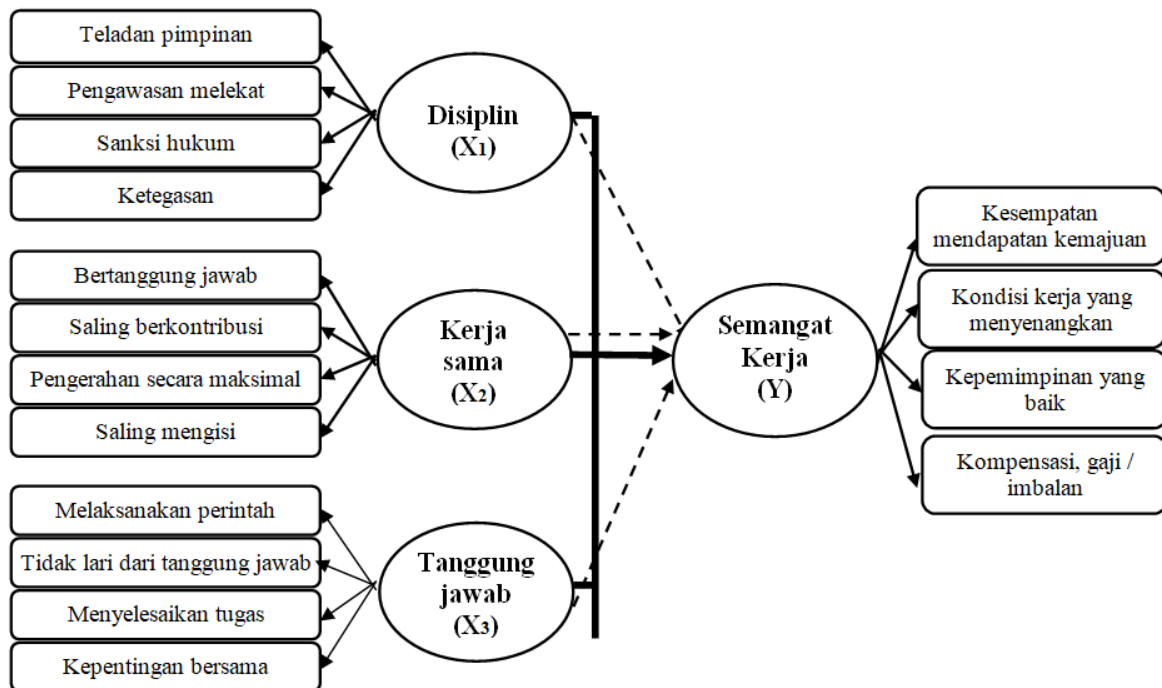 Teladan pimpinan
Pengawasan melekat
Sanksi hukum
Ketegasan
Disiplin
(X1)
Bertanggung jawab
Saling berkontribusi
Pengerahan secara maksimal
Saling mengisi
Kerja
sama
(X2)
Melaksanakan perintah
Tidak lari dari tanggung jawab
Menyelesaikan tugas
Kepentingan bersama
Tanggung
jawab
(X3)
Semangat
Kerja
(Y)
Kesempatan
mendapatan kemajuan
Kondisi kerja yang
menyenangkan
Kepemimpinan yang
baik
Kompensasi, gaji /
imbalan